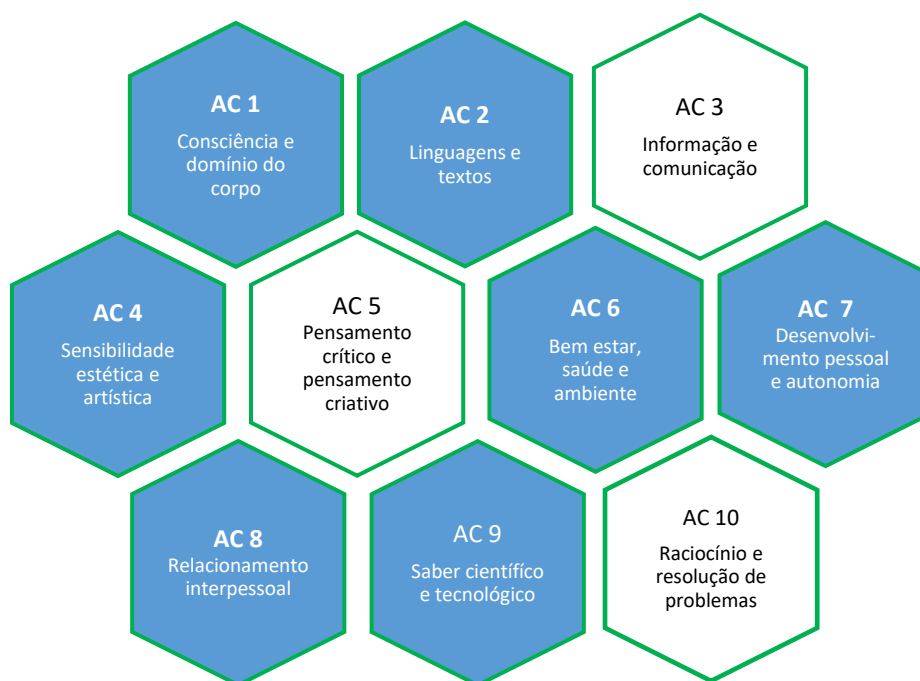 AC 1
Consciência e
domínio do
corpo
AC 2
Linguagens e
textos
AC 3
Informação e
comunicação
AC 4
Sensibilidade
estética e
artística
AC 5
Pensamento
crítico e
pensamento
criativo
AC 6
Bem estar,
saúde e
ambiente
AC 7
Desenvolvi-
mento pessoal
e autonomia
AC 8
Relacionamento
interpessoal
AC 9
Saber científíco
e tecnológico
AC 10
Raciocínio e
resolução de
problemas